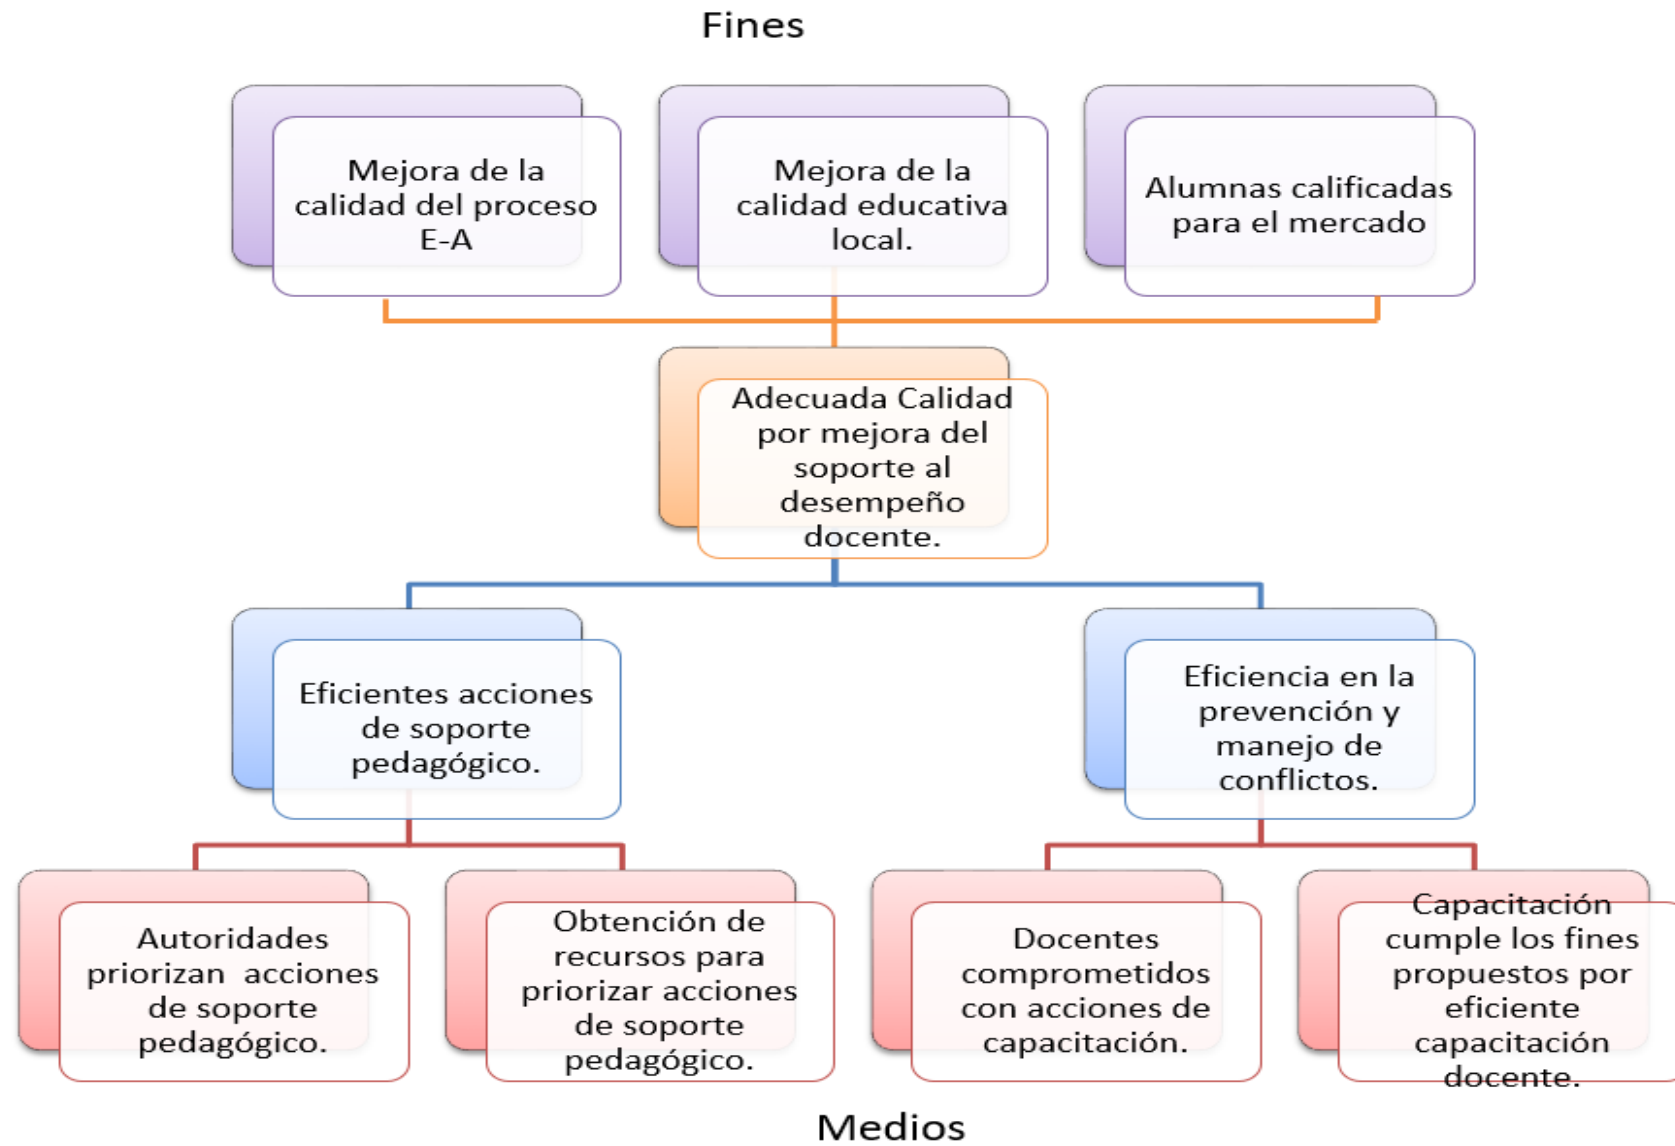 Fines
Mejora de la
calidad del proceso
E-A
Mejora de la
calidad educativa
local.
Alumnas calificadas
para el mercado
Adecuada Calidad
por mejora del
soporte al
desempeño
docente.
Eficientes acciones
de soporte
pedagógico.
Eficiencia en la
prevención y
manejo de
conflictos.
Autoridades
priorizan acciones
de soporte
pedagógico.
Obtención de
recursos para
priorizar acciones
de soporte
pedagógico.
Docentes
comprometidos
con acciones de
capacitación.
Capacitación
cumple los fines
propuestos por
eficiente
capacitación
docente.
Medios